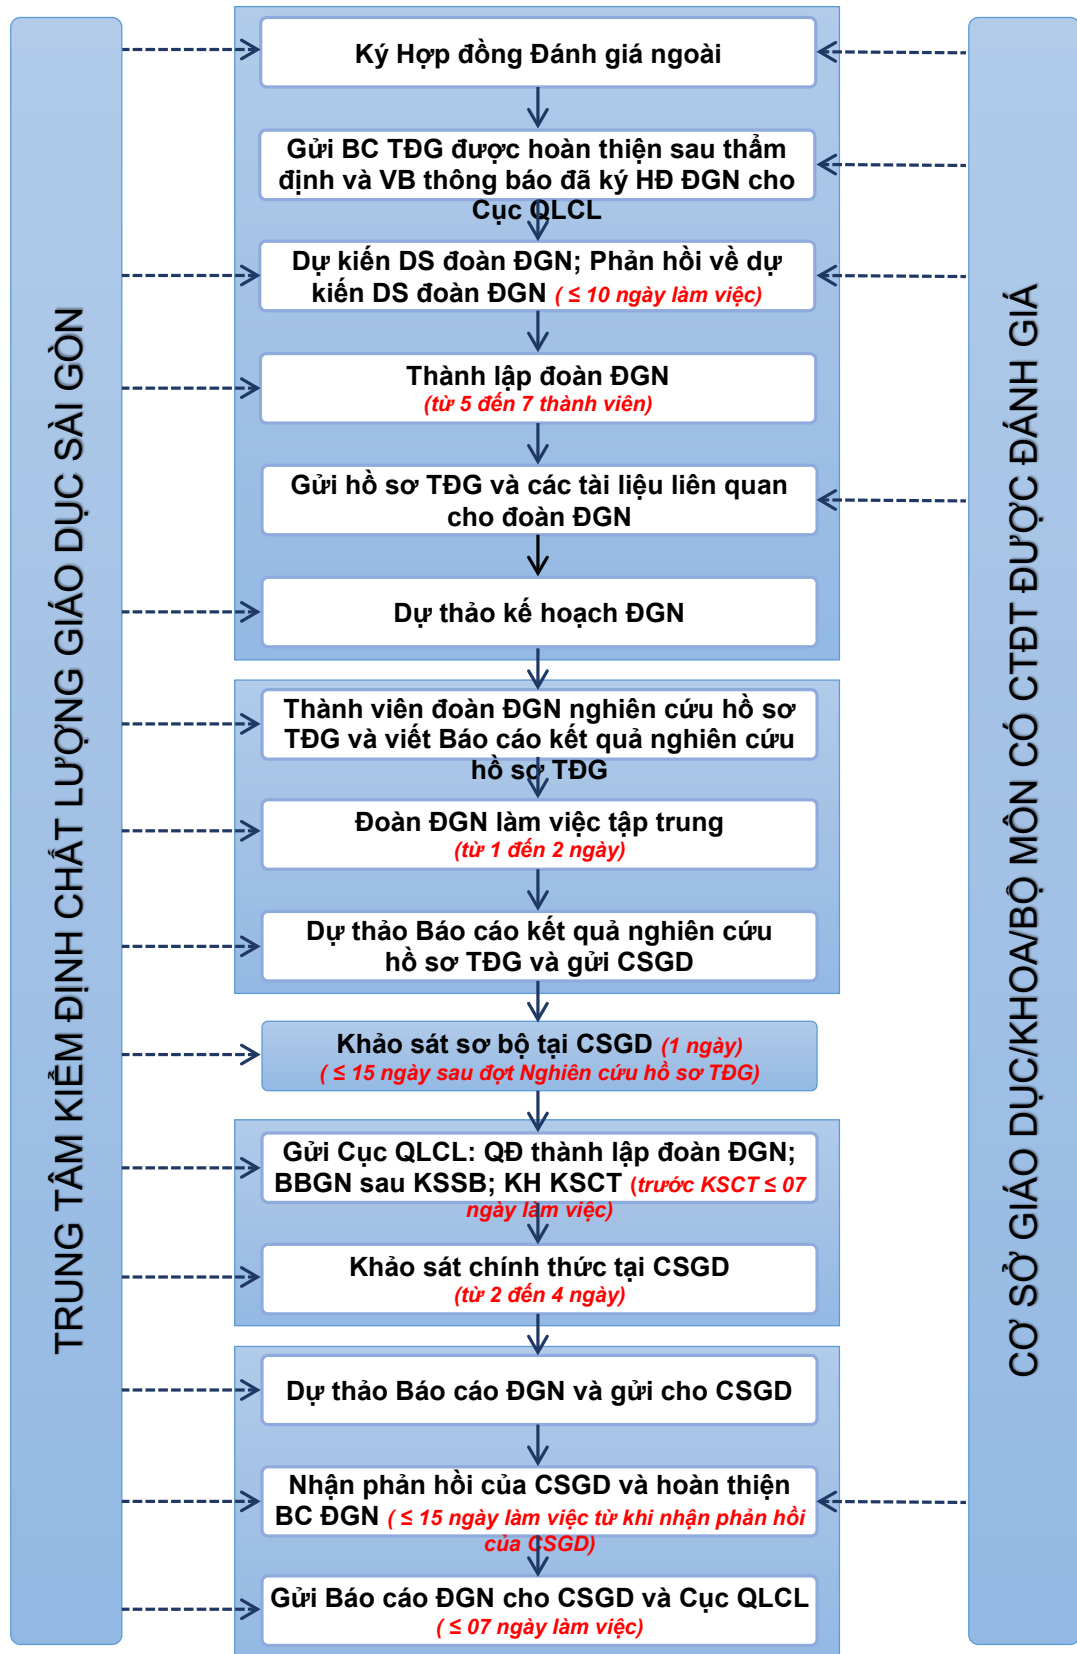 TRUNG TÂM KIỂM ĐỊNH CHẤT LƯỢNG GIÁO DỤC SÀI GÒN
Ký Hợp đồng Đánh giá ngoài
Gửi BC TĐG được hoàn thiện sau thẩm
định và VB thông báo đã ký HĐ ĐGN cho
Cục QLCL
Dự kiến DS đoàn ĐGN; Phản hồi về dự
kiến DS đoàn ĐGN ( ≤ 10 ngày làm việc)
Thành lập đoàn ĐGN
(từ 5 đến 7 thành viên)
Gửi hồ sơ TĐG và các tài liệu liên quan
cho đoàn ĐGN
Dự thảo kế hoạch ĐGN
Thành viên đoàn ĐGN nghiên cứu hồ sơ
TĐG và viết Báo cáo kết quả nghiên cứu
hồ sơ TĐG
Đoàn ĐGN làm việc tập trung
(từ 1 đến 2 ngày)
Dự thảo Báo cáo kết quả nghiên cứu
hồ sơ TĐG và gửi CSGD
Khảo sát sơ bộ tại CSGD (1 ngày)
( ≤ 15 ngày sau đợt Nghiên cứu hồ sơ TĐG)
Gửi Cục QLCL: QĐ thành lập đoàn ĐGN;
BBGN sau KSSB; KH KSCT (trước KSCT ≤ 07
ngày làm việc)
Khảo sát chính thức tại CSGD
(từ 2 đến 4 ngày)
Dự thảo Báo cáo ĐGN và gửi cho CSGD
Nhận phản hồi của CSGD và hoàn thiện
BC ĐGN ( ≤ 15 ngày làm việc từ khi nhận phản hồi
của CSGD)
Gửi Báo cáo ĐGN cho CSGD và Cục QLCL
( ≤ 07 ngày làm việc)
CƠ SỞ GIÁO DỤC/KHOA/BỘ MÔN CÓ CTĐT ĐƯỢC ĐÁNH GIÁ